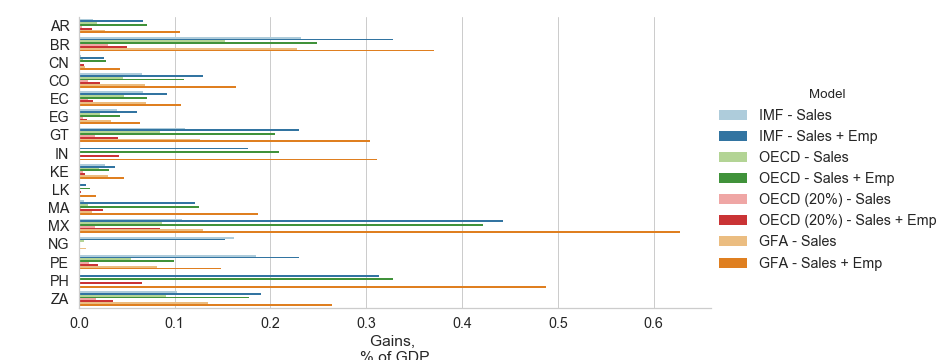 AR
BR
CN
CO
EC
EG
GT
IN
KE
LK
MA
MX
NG
PE
PH
ZA
0.0 0.1 0.2 0.3 0.4 0.5 0.6
Gains,
% of GDP
Model
IMF - Sales
IMF - Sales + Emp
OECD - Sales
OECD - Sales + Emp
OECD (20%) - Sales
OECD (20%) - Sales + Emp
GFA - Sales
GFA - Sales + Emp